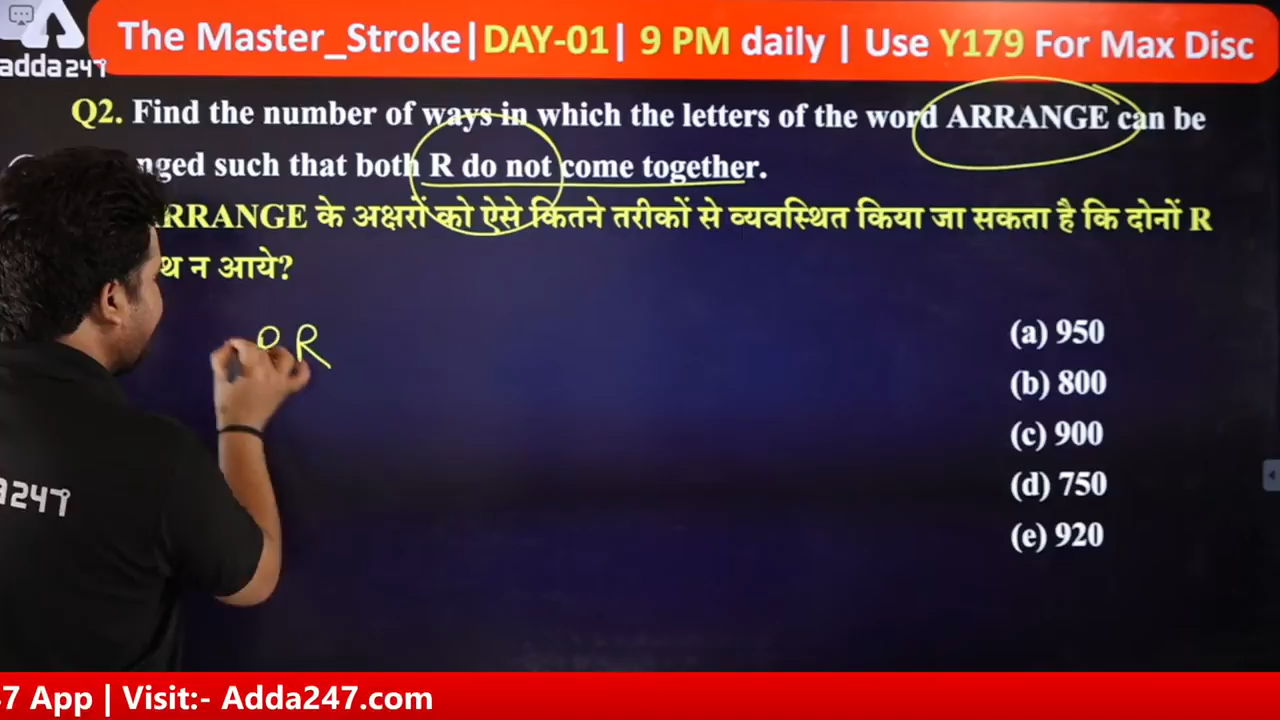 The Master_Stroke|DAY-01| 9 PM daily | Use Y179 For Max Disc
adda247
Q2. Find the number of ways in which the letters of the word ARRANGE can be
nged such that both R do not come together.
RRANGE के अक्षरों को ऐसे कितने तरीकों से व्यवस्थित किया जा सकता है कि दोनों R
थ न आये?
R R
(a) 950
(b) 800
(c) 900
(d) 750
(e) 920
a247
7 App | Visit:- Adda247.com